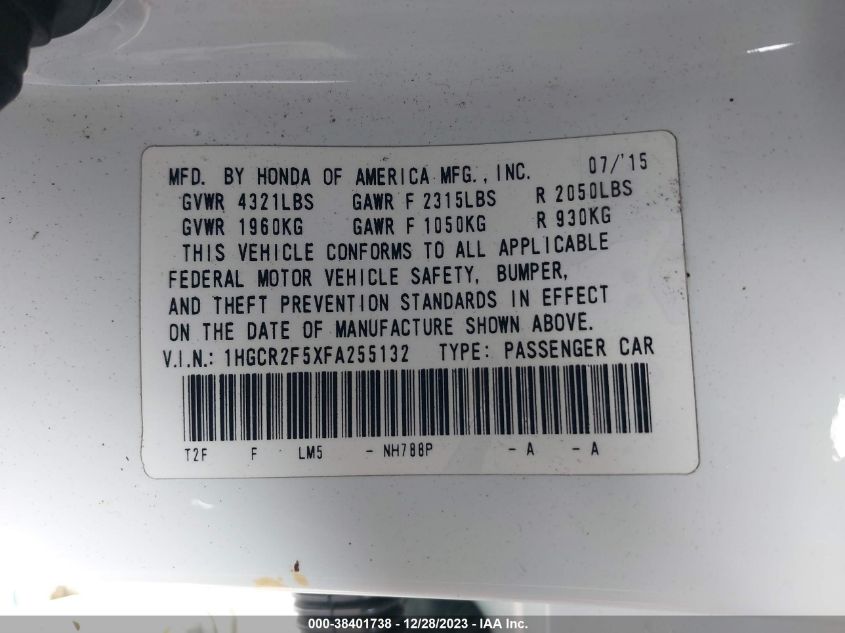 MFD. BY HONDA OF AMERICA MFG., INC. 07/'15
GVWR 4321LBS GAWR F 2315LBS R 2050LBS
GVWR 1960KG GAWR F 1050KG R 930KG
THIS VEHICLE CONFORMS TO ALL APPLICABLE
FEDERAL MOTOR VEHICLE SAFETY, BUMPER,
AND THEFT PREVENTION STANDARDS IN EFFECT
ON THE DATE OF MANUFACTURE SHOWN ABOVE.
V.I.N.: 1HGCR2F5XFA255132 TYPE: PASSENGER CAR
T2F F LM5 - NH788P - A - A
000-38401738 - 12/28/2023 - IAA Inc.